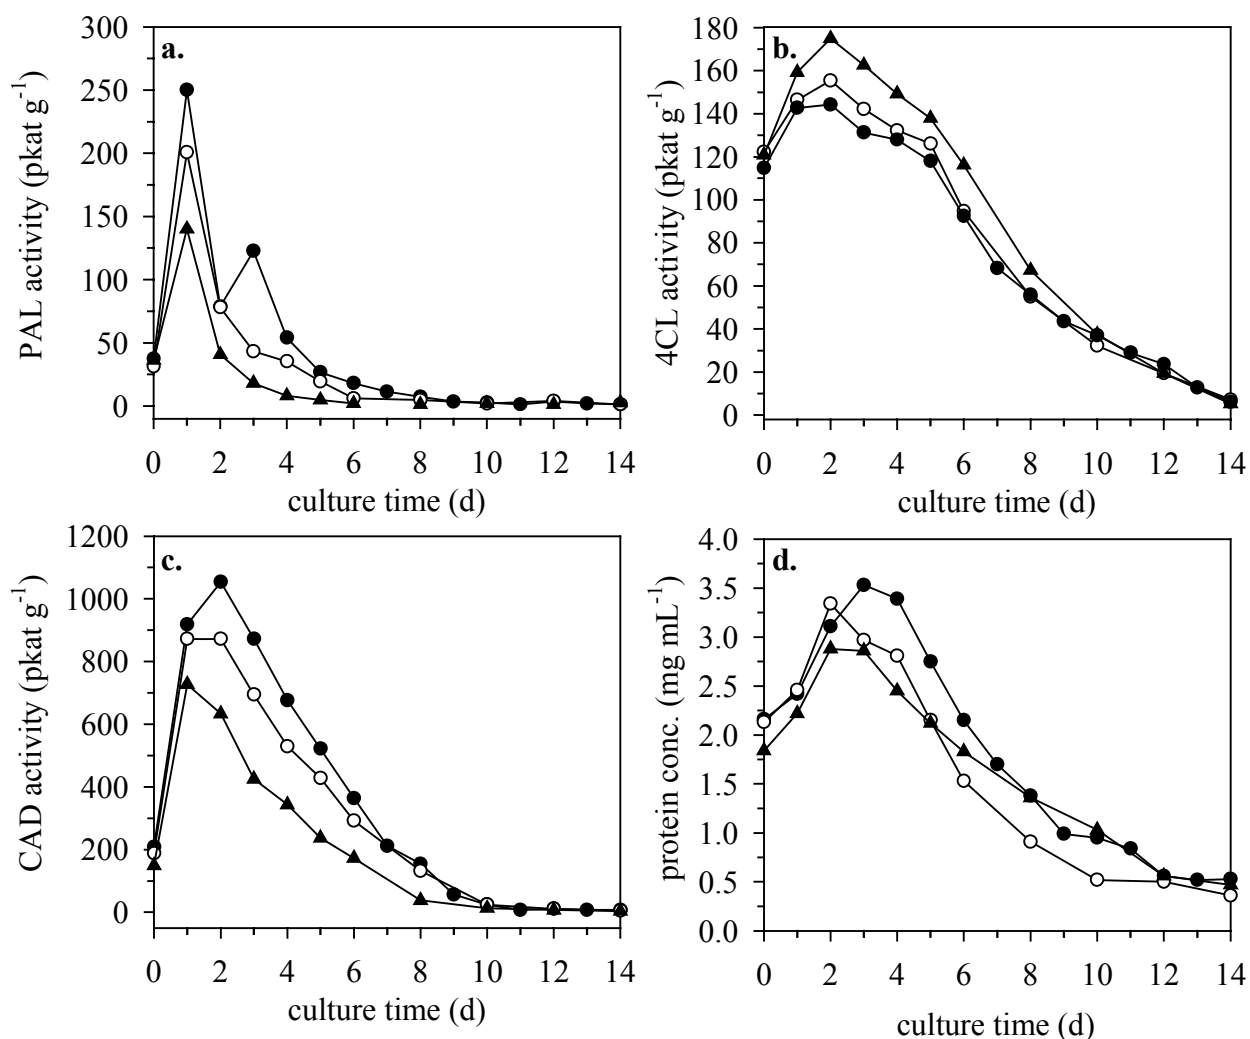 a.
300
250
200
150
100
50
0
PAL activity (pkat g⁻¹)
0 2 4 6 8 10 12 14
culture time (d)
b.
180
160
140
120
100
80
60
40
20
0
4CL activity (pkat g⁻¹)
0 2 4 6 8 10 12 14
culture time (d)
c.
1200
1000
800
600
400
200
0
CAD activity (pkat g⁻¹)
0 2 4 6 8 10 12 14
culture time (d)
d.
4.0
3.5
3.0
2.5
2.0
1.5
1.0
0.5
0.0
protein conc. (mg mL⁻¹)
0 2 4 6 8 10 12 14
culture time (d)